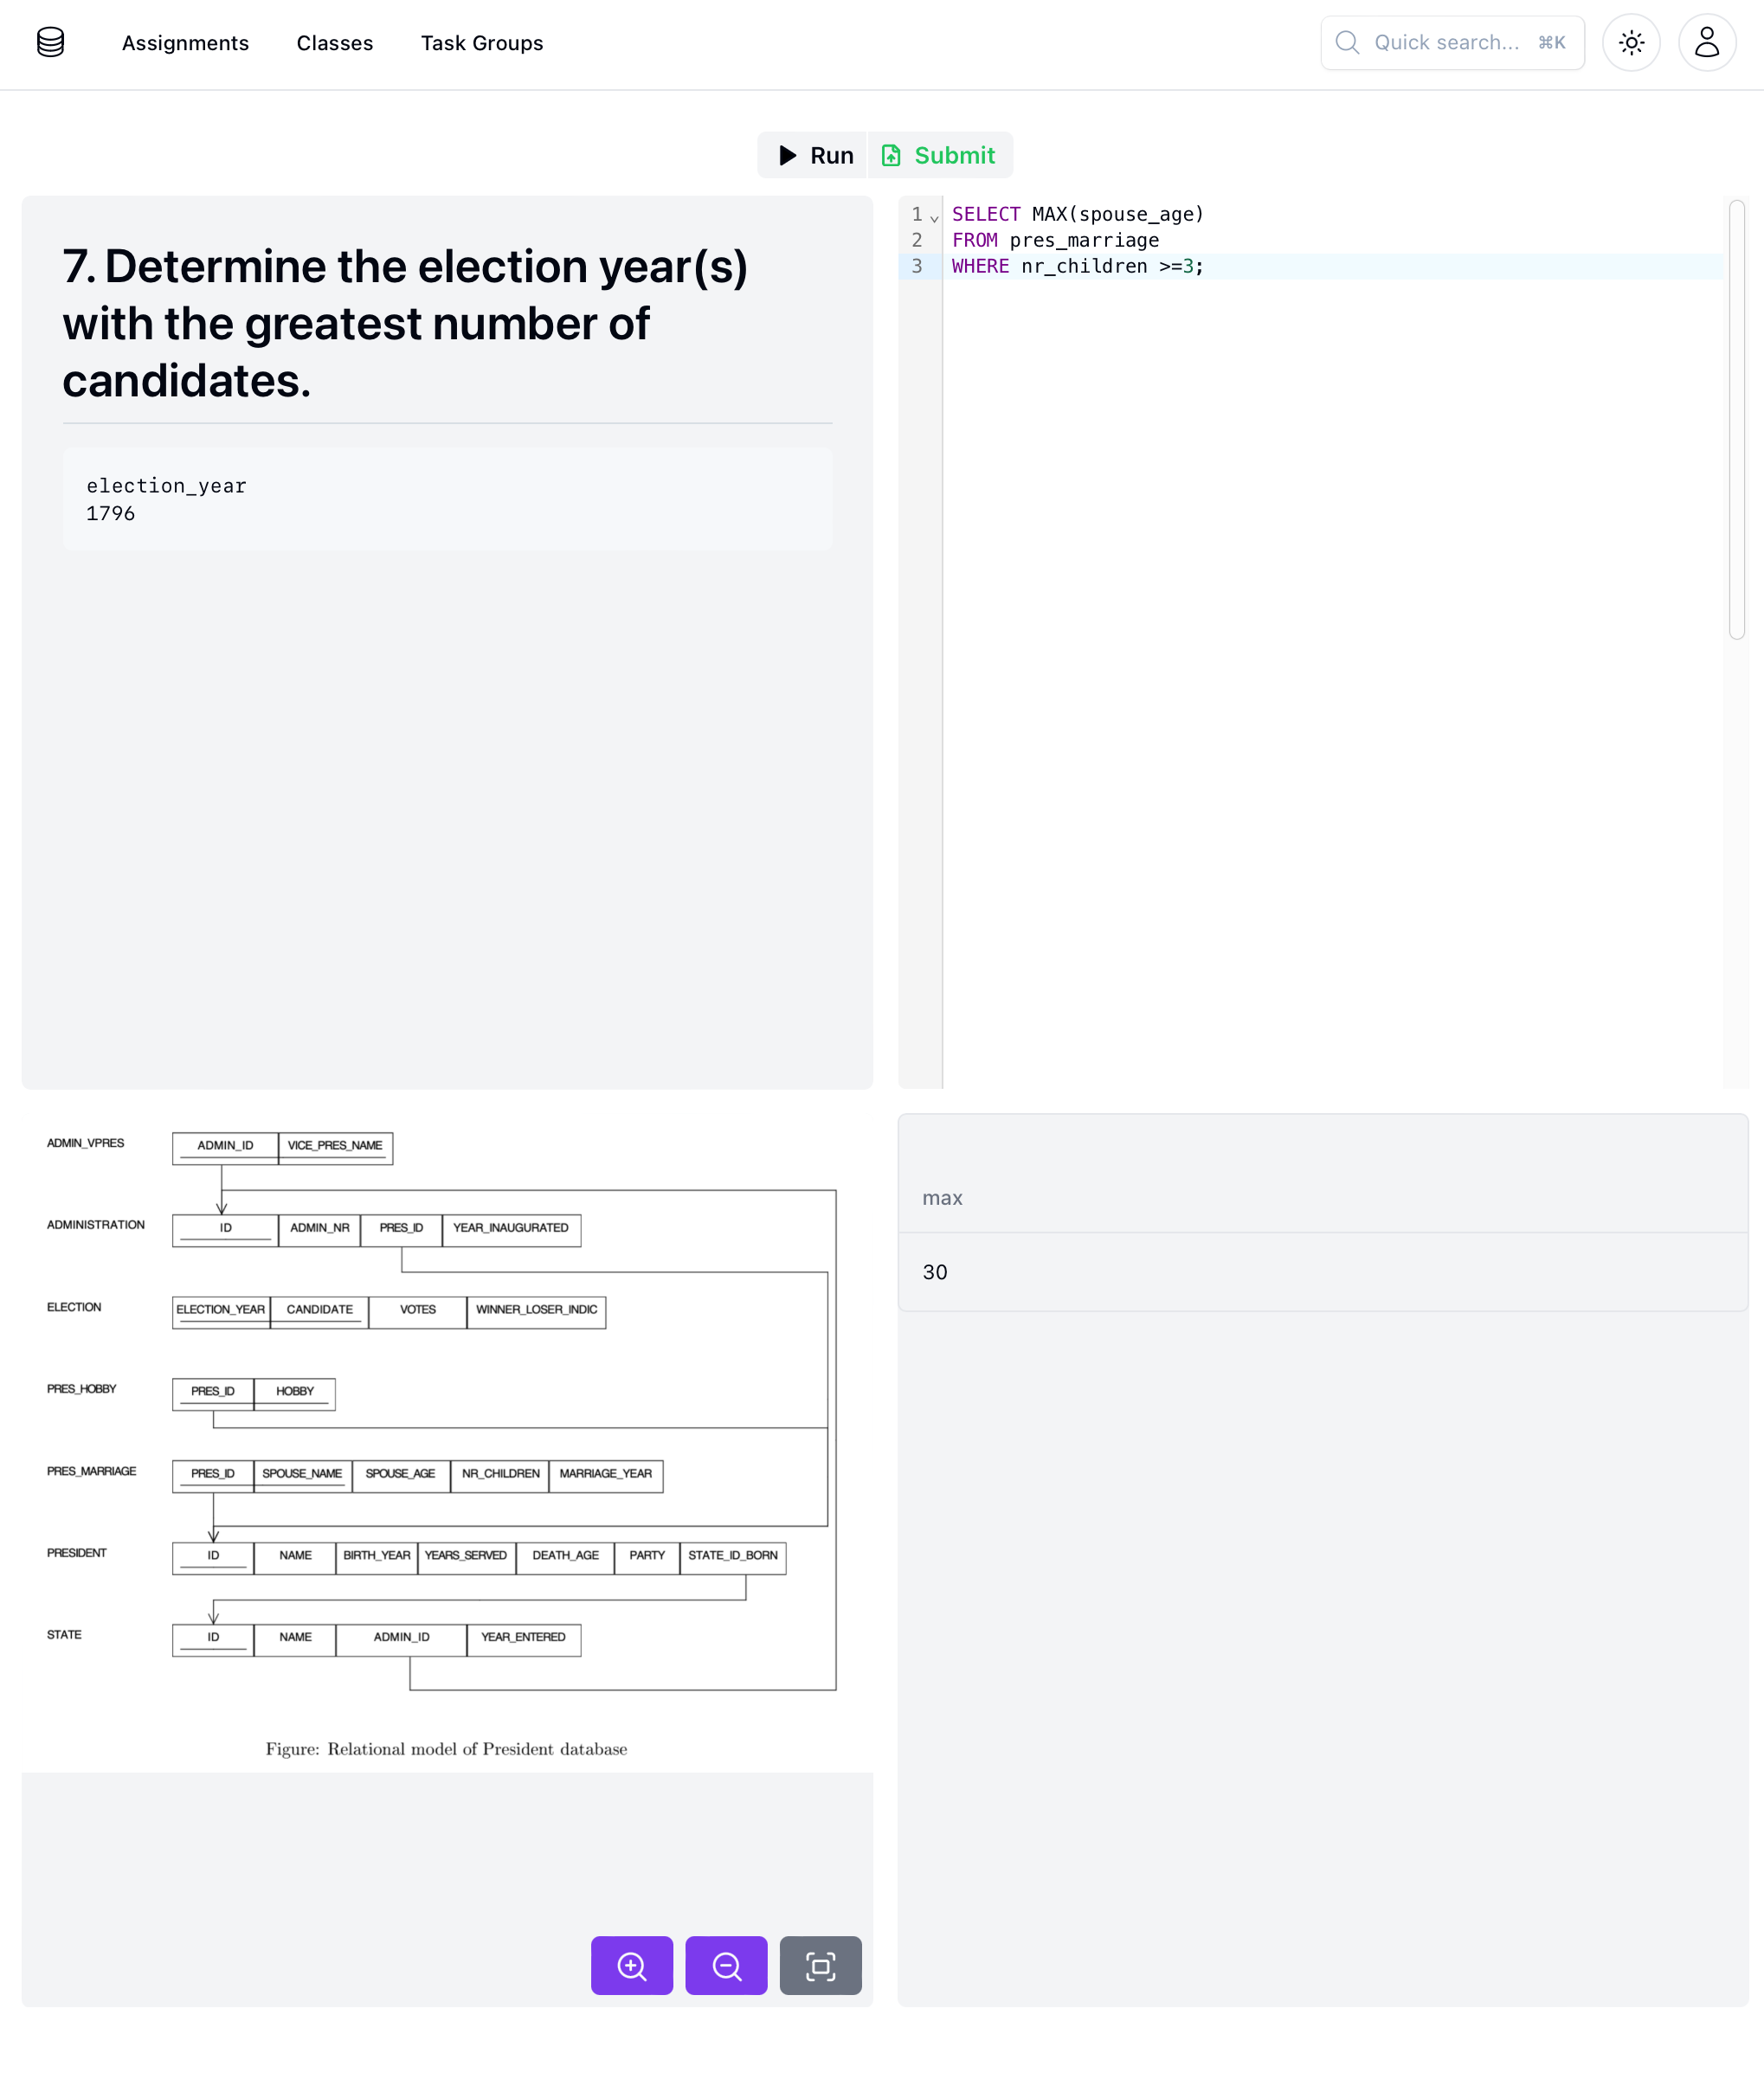 Assignments Classes Task Groups Quick search... ⌘K
Run Submit
7. Determine the election year(s)
with the greatest number of
candidates.
election_year
1796
1 SELECT MAX(spouse_age)
2 FROM pres_marriage
3 WHERE nr_children >=3;
ADMIN_VPRES ADMIN_ID VICE_PRES_NAME
ADMINISTRATION ID ADMIN_NR PRES_ID YEAR_INAUGURATED
ELECTION ELECTION_YEAR CANDIDATE VOTES WINNER_LOSER_INDIC
PRES_HOBBY PRES_ID HOBBY
PRES_MARRIAGE PRES_ID SPOUSE_NAME SPOUSE_AGE NR_CHILDREN MARRIAGE_YEAR
PRESIDENT ID NAME BIRTH_YEAR YEARS_SERVED DEATH_AGE PARTY STATE_ID_BORN
STATE ID NAME ADMIN_ID YEAR_ENTERED
Figure: Relational model of President database
max
30